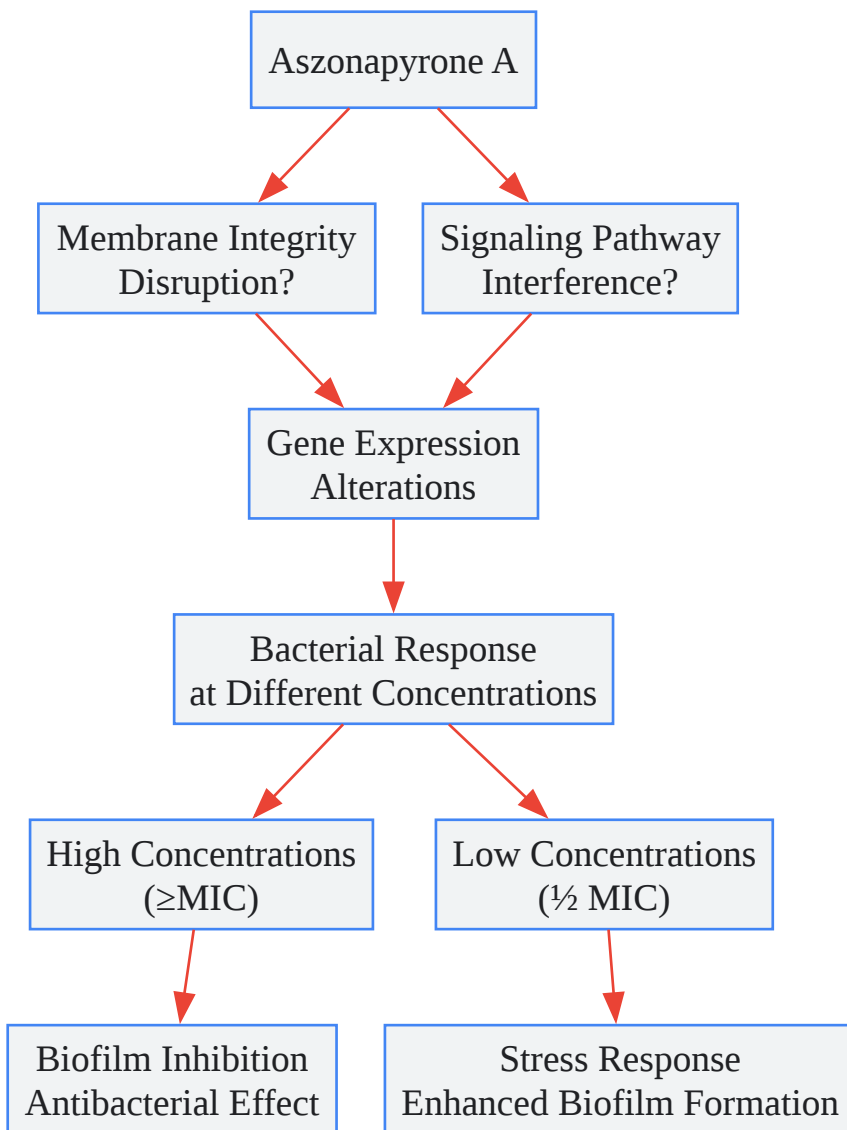 Aszonapyrone A
Membrane Integrity
Disruption?
Signaling Pathway
Interference?
Gene Expression
Alterations
Bacterial Response
at Different Concentrations
High Concentrations
(≥MIC)
Low Concentrations
(½ MIC)
Biofilm Inhibition
Antibacterial Effect
Stress Response
Enhanced Biofilm Formation